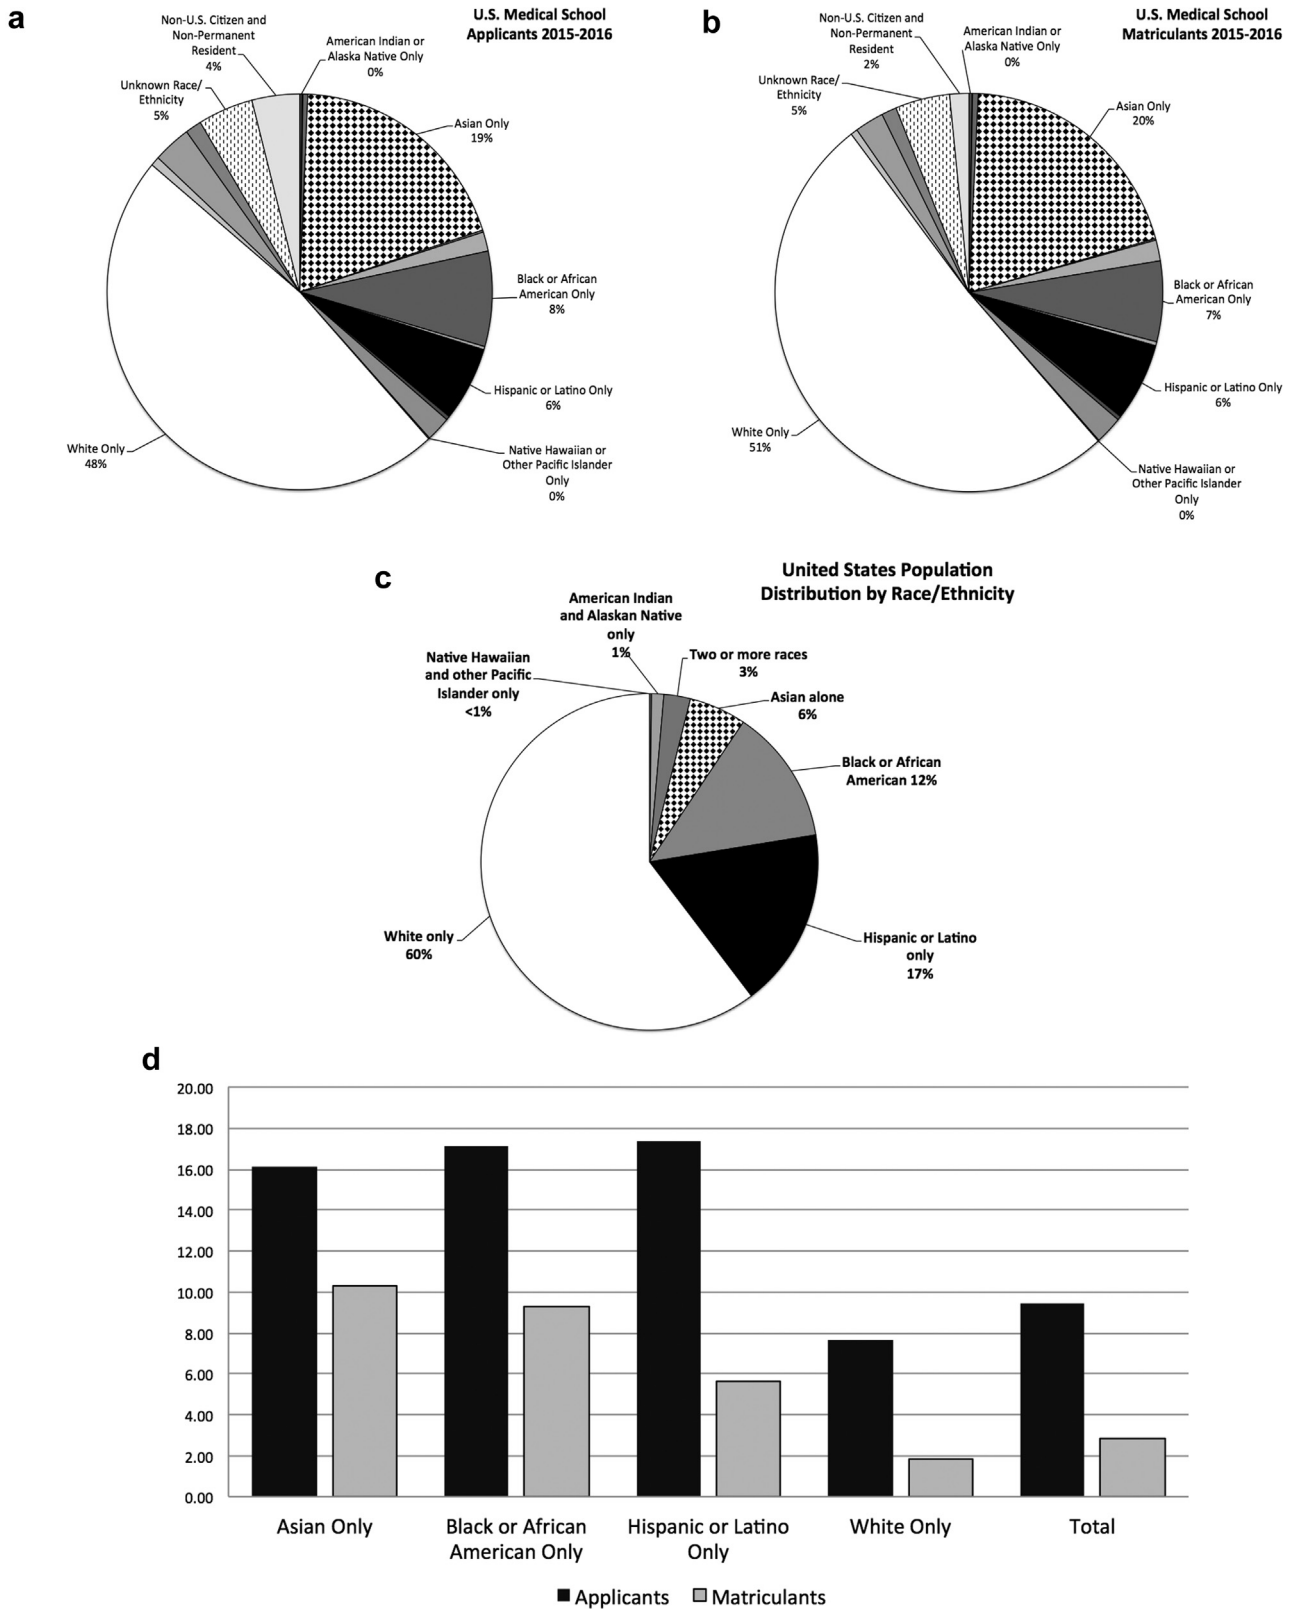 a
U.S. Medical School
Applicants 2015-2016
Non-U.S. Citizen and
Non-Permanent
Resident
4%
American Indian or
Alaska Native Only
0%
Unknown Race/
Ethnicity
5%
Asian Only
19%
Black or African
American Only
8%
Hispanic or Latino Only
6%
Native Hawaiian or
Other Pacific Islander
Only
0%
White Only
48%
b
U.S. Medical School
Matriculants 2015-2016
Non-U.S. Citizen and
Non-Permanent
Resident
2%
American Indian or
Alaska Native Only
0%
Unknown Race/
Ethnicity
5%
Asian Only
20%
Black or African
American Only
7%
Hispanic or Latino Only
6%
Native Hawaiian or
Other Pacific Islander
Only
0%
White Only
51%
c
United States Population
Distribution by Race/Ethnicity
American Indian
and Alaskan Native
only
1%
Native Hawaiian
and other Pacific
Islander only
<1%
Two or more races
3%
Asian alone
6%
Black or African
American 12%
Hispanic or Latino
only
17%
White only
60%
d
20.00
18.00
16.00
14.00
12.00
10.00
8.00
6.00
4.00
2.00
0.00
Asian Only
Black or African
American Only
Hispanic or Latino
Only
White Only
Total
Applicants
Matriculants